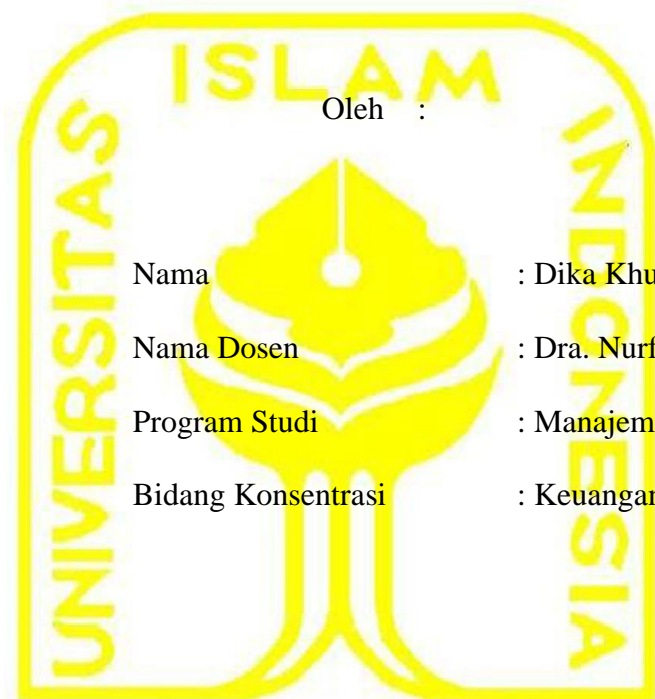 UNIVERSITAS ISLAM INDONESIA
Oleh :
Nama : Dika Khu
Nama Dosen : Dra. Nurf
Program Studi : Manajem
Bidang Konsentrasi : Keuangan